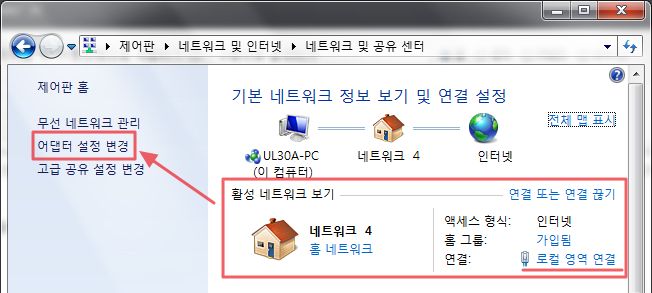 제어판 ▸ 네트워크 및 인터넷 ▸ 네트워크 및 공유 센터
제어판 홈
무선 네트워크 관리
어댑터 설정 변경
고급 공유 설정 변경
기본 네트워크 정보 보기 및 연결 설정
전체 맵 표시
UL30A-PC
(이 컴퓨터)
네트워크 4
인터넷
활성 네트워크 보기
연결 또는 연결 끊기
네트워크 4
홈 네트워크
액세스 형식: 인터넷
홈 그룹: 가입됨
연결: 로컬 영역 연결